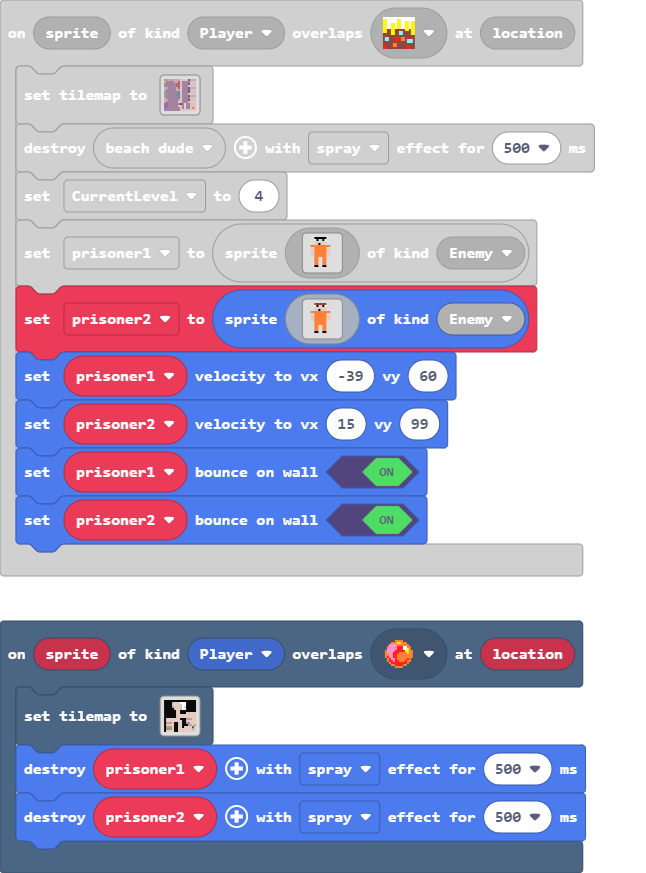 on sprite of kind Player overlaps at location
set tilemap to
destroy beach dude with spray effect for 500 ms
set CurrentLevel to 4
set prisoner1 to sprite of kind Enemy
set prisoner2 to sprite of kind Enemy
set prisoner1 velocity to vx -39 vy 60
set prisoner2 velocity to vx 15 vy 99
set prisoner1 bounce on wall ON
set prisoner2 bounce on wall ON
on sprite of kind Player overlaps at location
set tilemap to
destroy prisoner1 with spray effect for 500 ms
destroy prisoner2 with spray effect for 500 ms